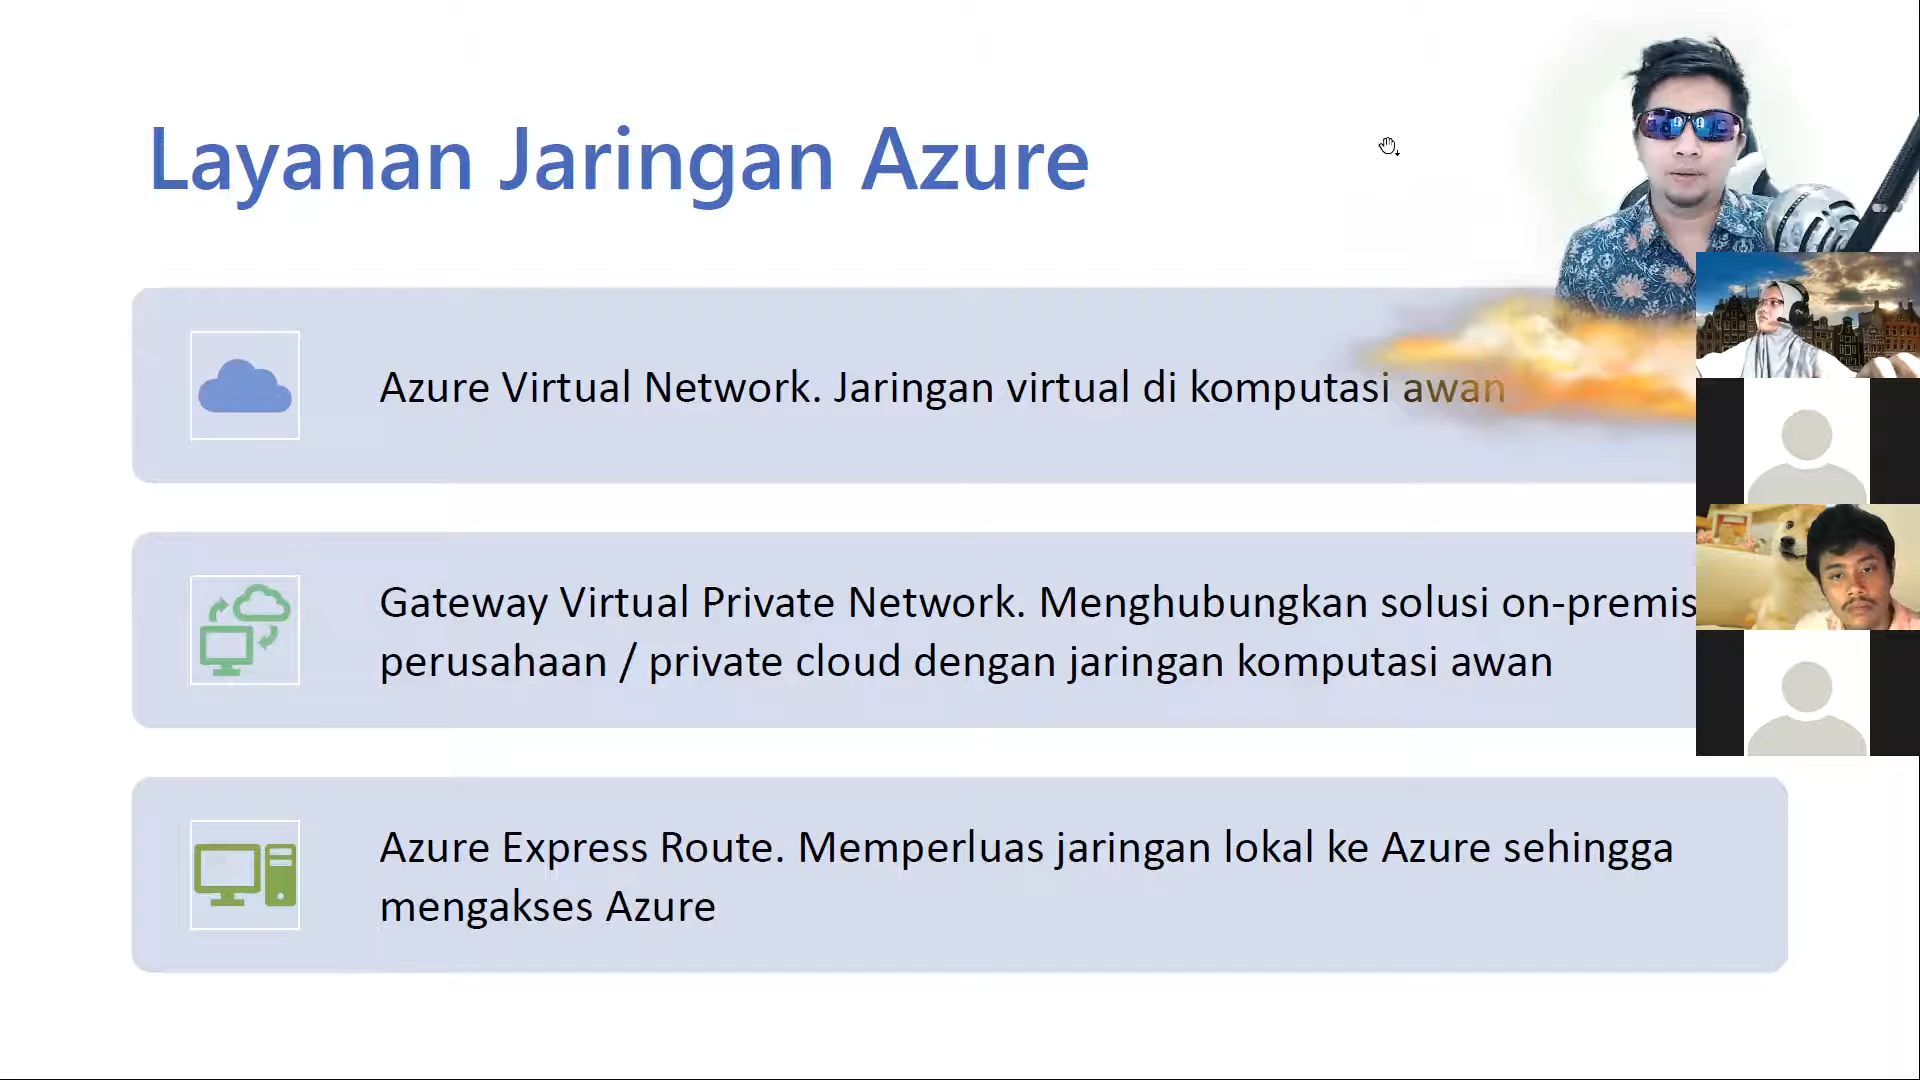 Layanan Jaringan Azure
Azure Virtual Network. Jaringan virtual di komputasi awan
Gateway Virtual Private Network. Menghubungkan solusi on-premis
perusahaan / private cloud dengan jaringan komputasi awan
Azure Express Route. Memperluas jaringan lokal ke Azure sehingga
mengakses Azure